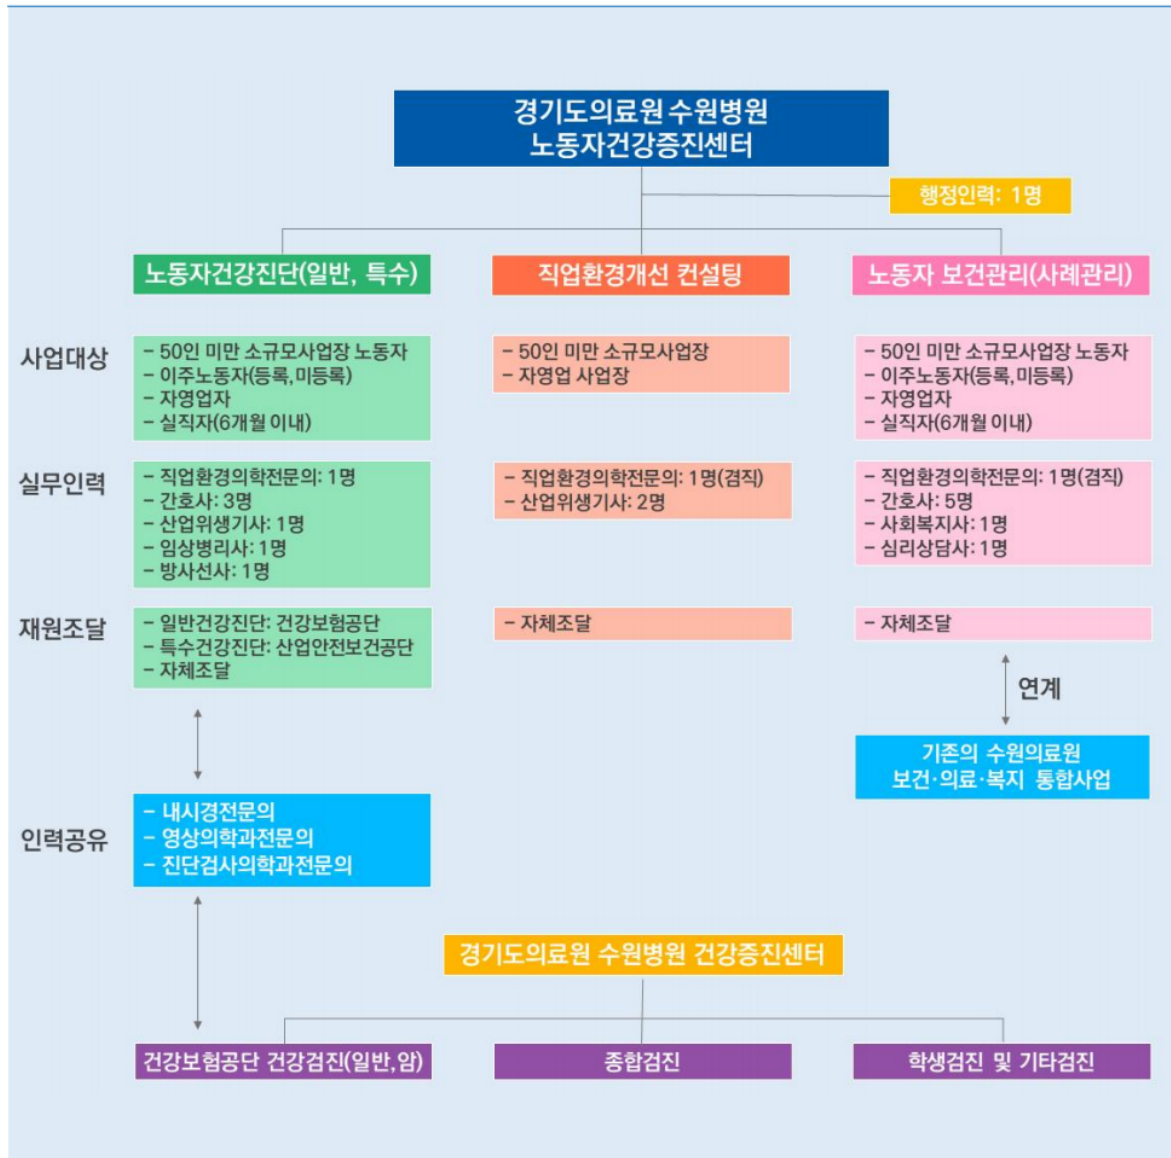 경기도의료원 수원병원
노동자건강증진센터
행정인력: 1명
노동자건강진단(일반, 특수)
직업환경개선 컨설팅
노동자 보건관리(사례관리)
사업대상
– 50인 미만 소규모사업장 노동자
– 이주노동자(등록,미등록)
– 자영업자
– 실직자(6개월 이내)
– 50인 미만 소규모사업장
– 자영업 사업장
– 50인 미만 소규모사업장 노동자
– 이주노동자(등록,미등록)
– 자영업자
– 실직자(6개월 이내)
실무인력
– 직업환경의학전문의: 1명
– 간호사: 3명
– 산업위생기사: 1명
– 임상병리사: 1명
– 방사선사: 1명
– 직업환경의학전문의: 1명(겸직)
– 산업위생기사: 2명
– 직업환경의학전문의: 1명(겸직)
– 간호사: 5명
– 사회복지사: 1명
– 심리상담사: 1명
재원조달
– 일반건강진단: 건강보험공단
– 특수건강진단: 산업안전보건공단
– 자체조달
– 자체조달
– 자체조달
연계
기존의 수원의료원
보건·의료·복지 통합사업
인력공유
– 내시경전문의
– 영상의학과전문의
– 진단검사의학과전문의
경기도의료원 수원병원 건강증진센터
건강보험공단 건강검진(일반,암)
종합검진
학생검진 및 기타검진